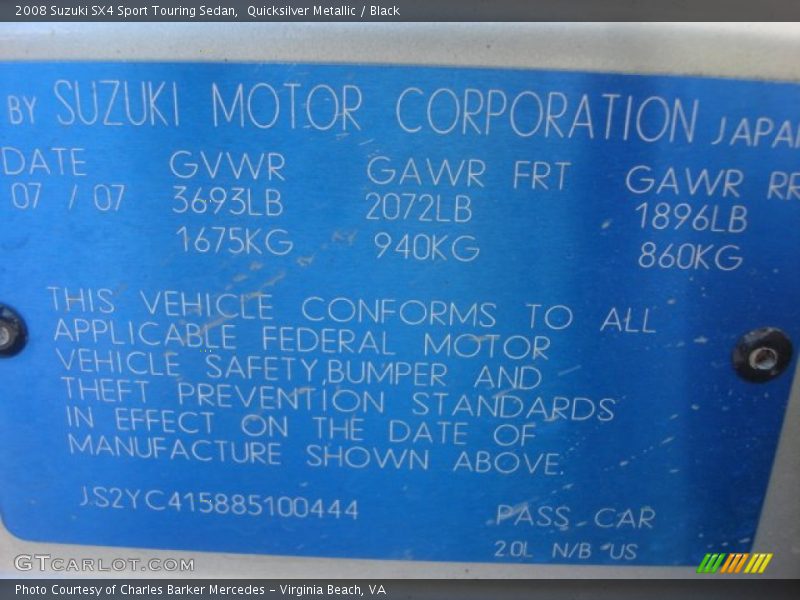 2008 Suzuki SX4 Sport Touring Sedan,  Quicksilver Metallic / Black
BY SUZUKI MOTOR CORPORATION JAPA
DATE GVWR GAWR FRT GAWR RR
07 / 07 3693LB 2072LB 1896LB
1675KG 940KG 860KG
THIS VEHICLE CONFORMS TO ALL
APPLICABLE FEDERAL MOTOR
VEHICLE SAFETY,BUMPER AND
THEFT PREVENTION STANDARDS
IN EFFECT ON THE DATE OF
MANUFACTURE SHOWN ABOVE.
JS2YC415885100444 PASS. CAR
2.0L N/B US
GTCARLOT.COM
Photo Courtesy of Charles Barker Mercedes - Virginia Beach, VA